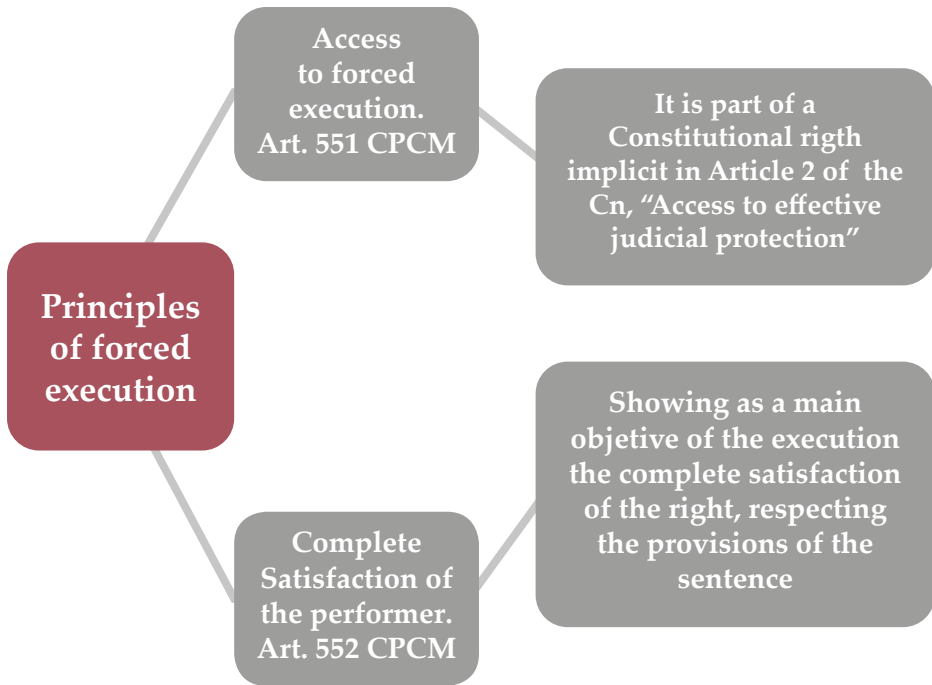 Principles
of forced
execution
Access
to forced
execution.
Art. 551 CPCM
It is part of a
Constitutional rigth
implicit in Article 2 of the
Cn, “Access to effective
judicial protection”
Complete
Satisfaction of
the performer.
Art. 552 CPCM
Showing as a main
objetive of the execution
the complete satisfaction
of the right, respecting
the provisions of the
sentence